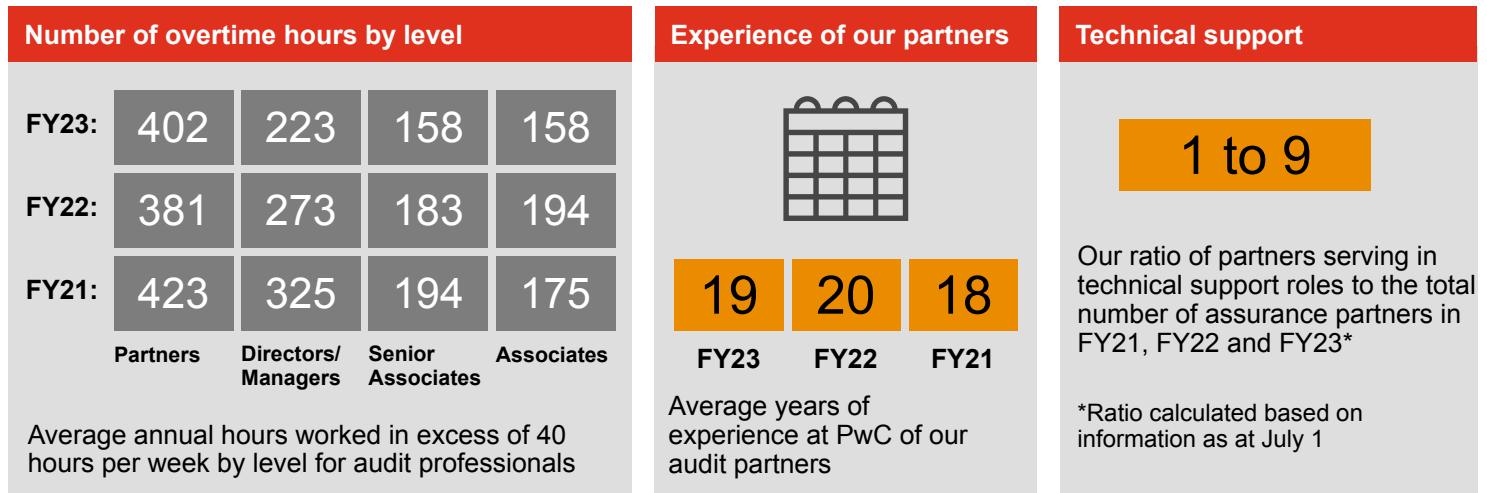 Number of overtime hours by level
FY23: 402 223 158 158
FY22: 381 273 183 194
FY21: 423 325 194 175
Partners Directors/ Senior Associates
Managers Associates
Average annual hours worked in excess of 40
hours per week by level for audit professionals
Experience of our partners
19 20 18
FY23 FY22 FY21
Average years of
experience at PwC of our
audit partners
Technical support
1 to 9
Our ratio of partners serving in
technical support roles to the total
number of assurance partners in
FY21, FY22 and FY23*
*Ratio calculated based on
information as at July 1